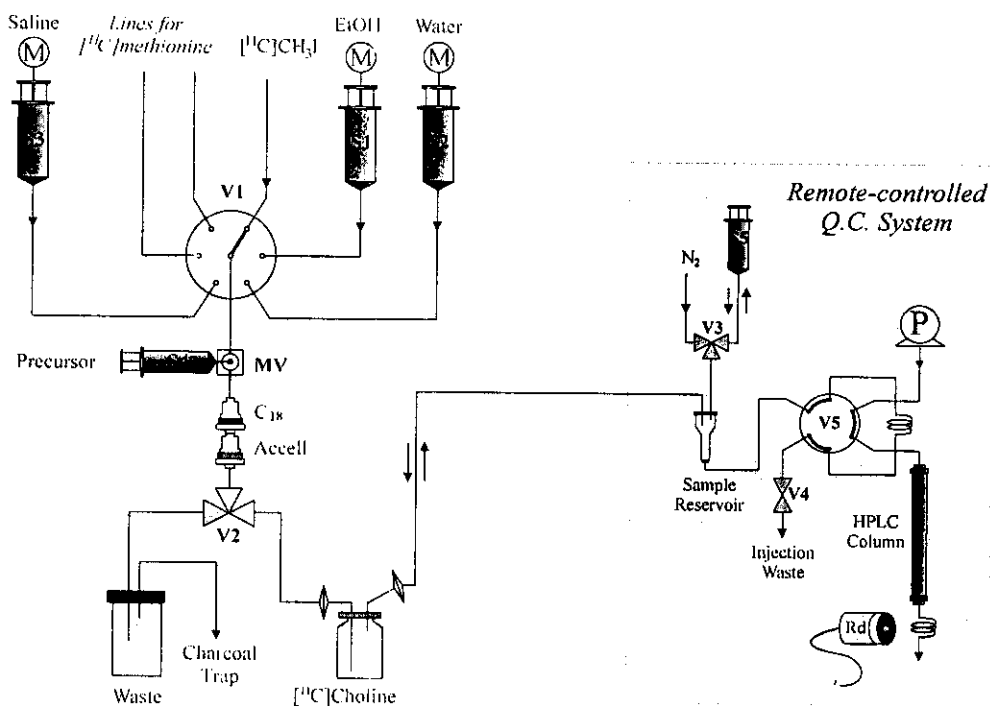 Saline
Lines for
[¹¹C]methionine
[¹¹C]CH₃I
EtOH
Water
M
M
M
V1
Remote-controlled
Q.C. System
N₂
V3
P
Precursor
MV
C₁₈
Accell
V5
V2
Sample
Reservoir
V4
Injection
Waste
HPLC
Column
Rd
Charcoal
Trap
Waste
[¹¹C]Choline